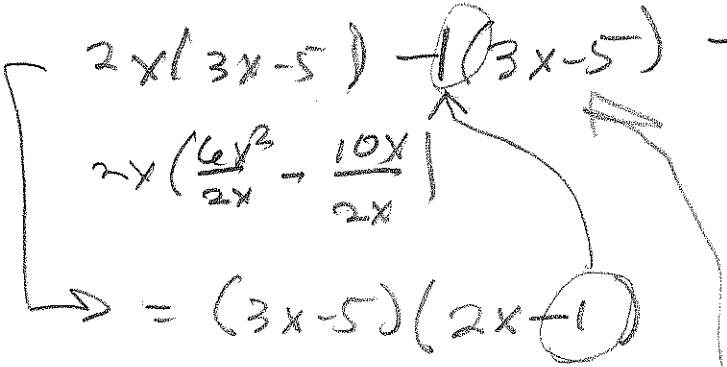 2x(3x-5) -1(3x-5) -
2x(6x²/2x - 10x/2x)
= (3x-5)(2x-1)